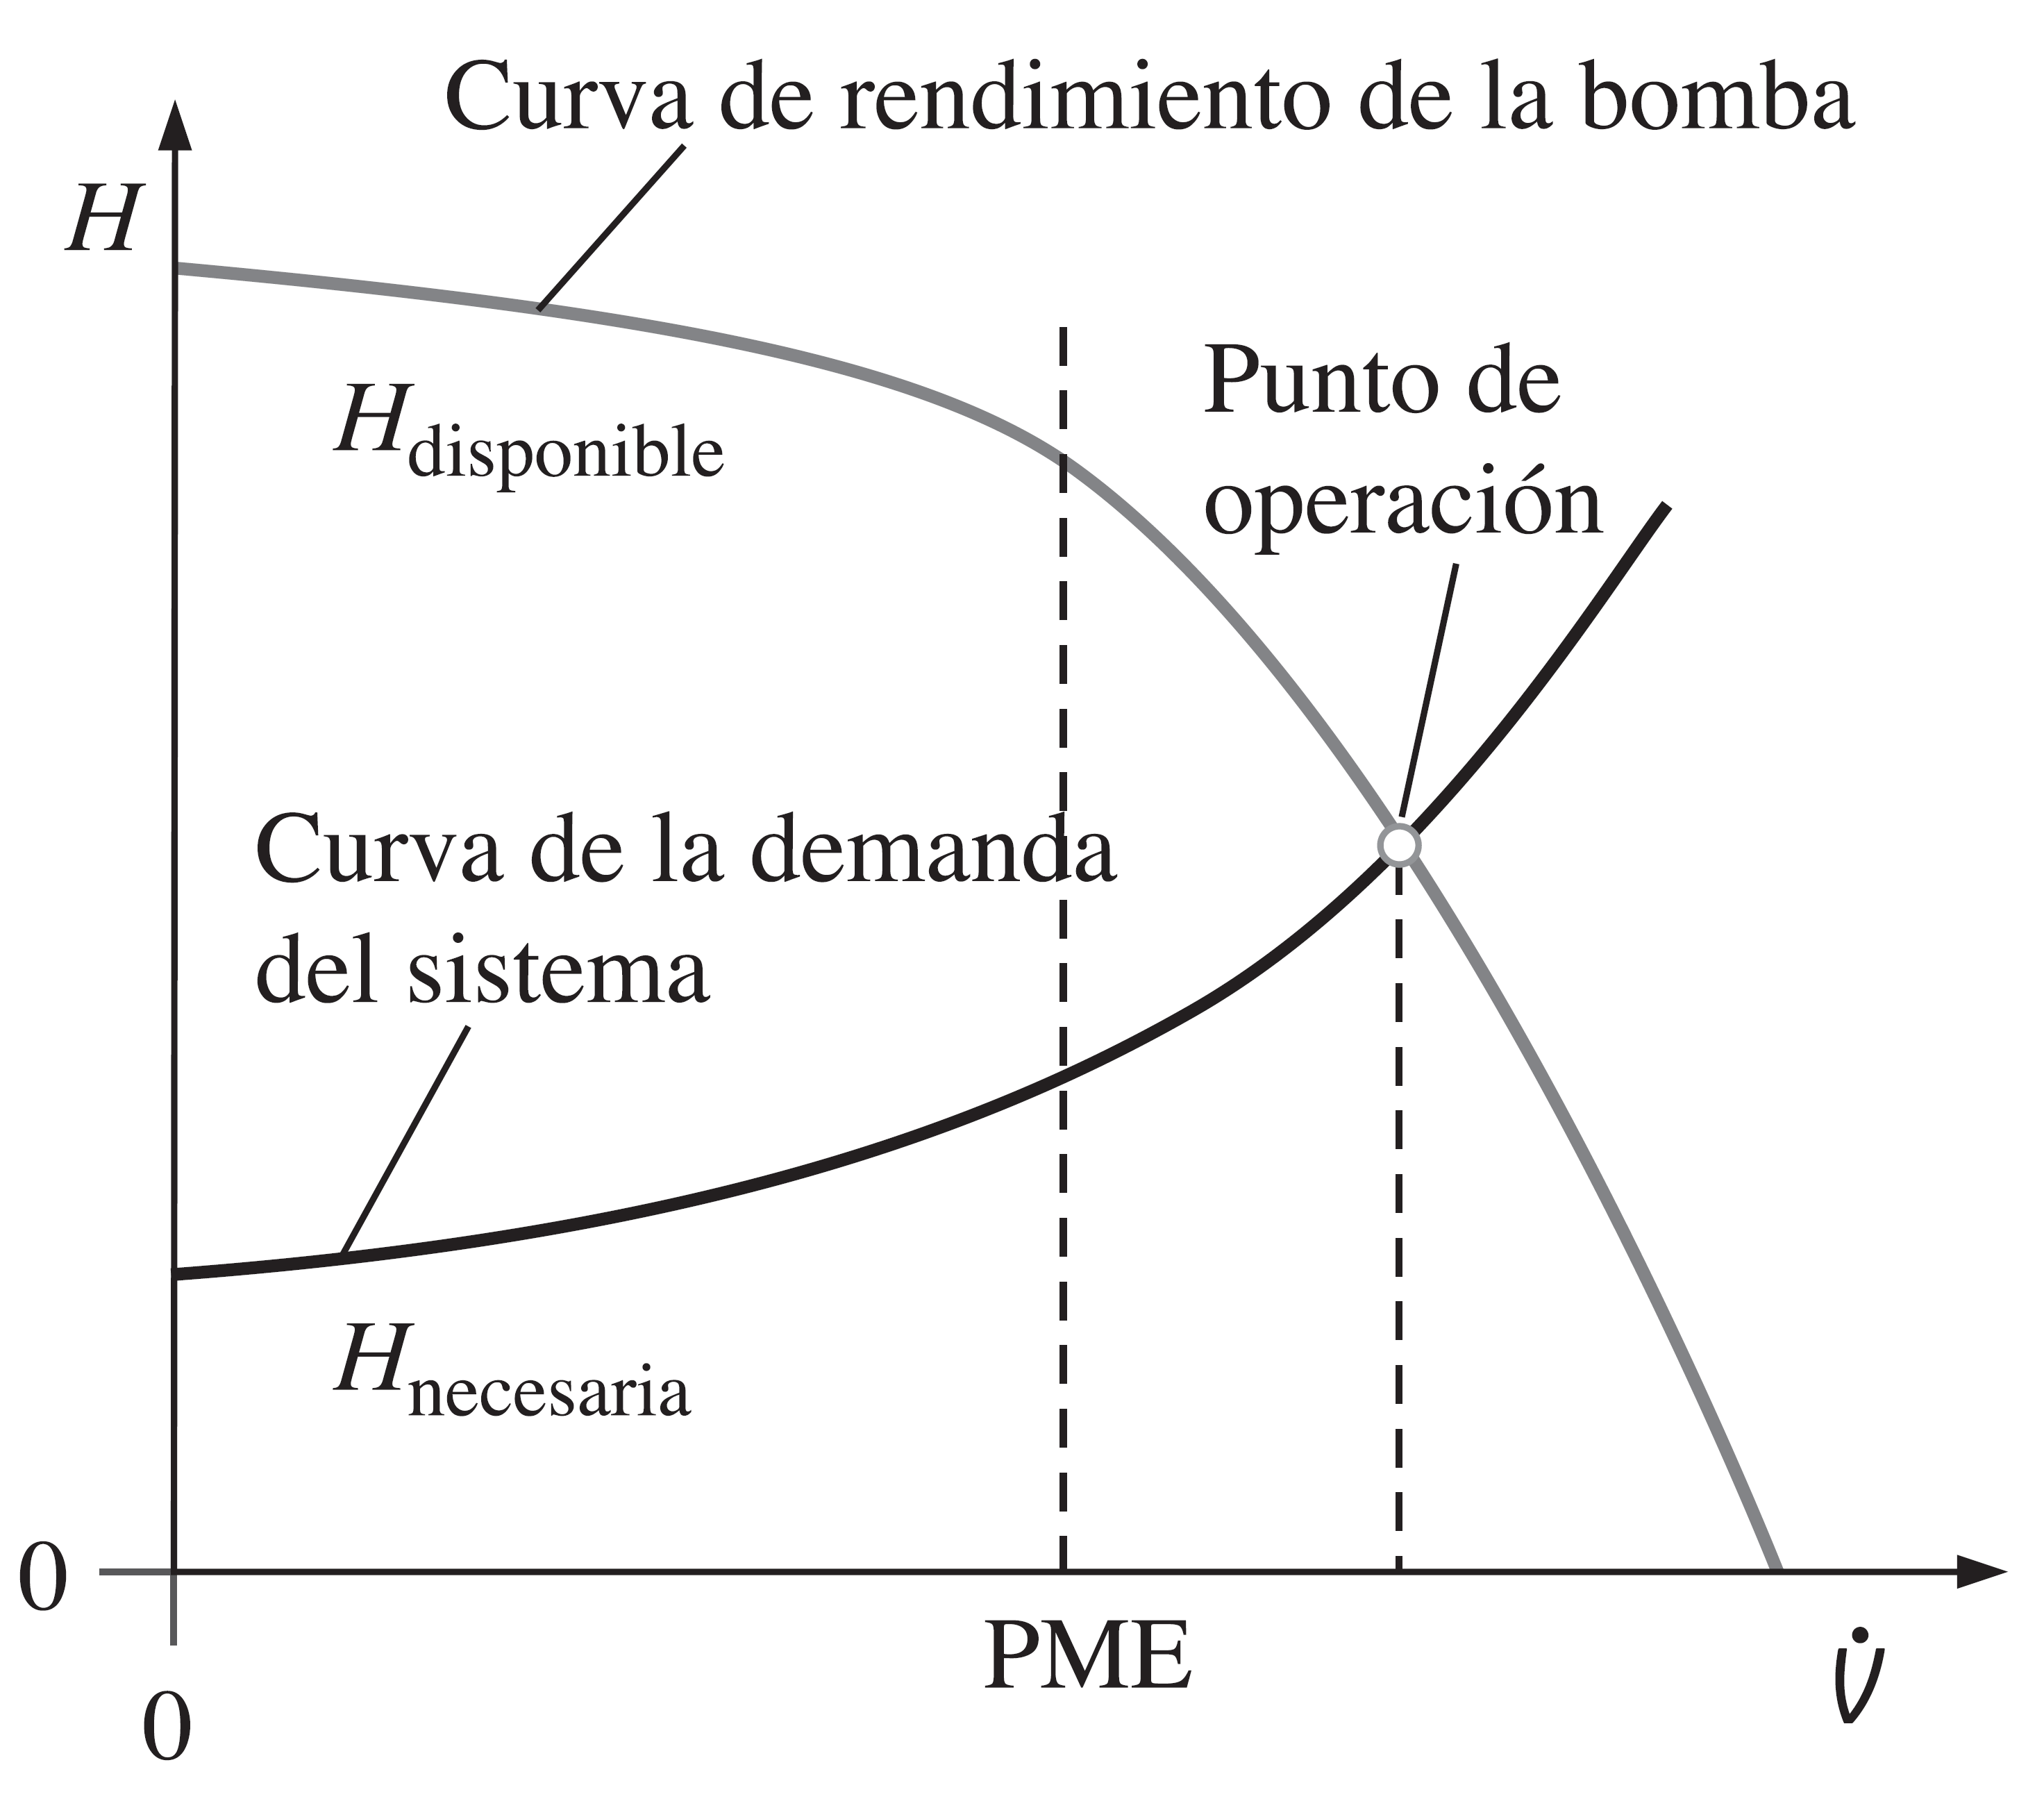 Curva de rendimiento de la bomba
H
Hdisponible
Punto de
operación
Curva de la demanda
del sistema
Hnecesaria
0
PME
V̇
0